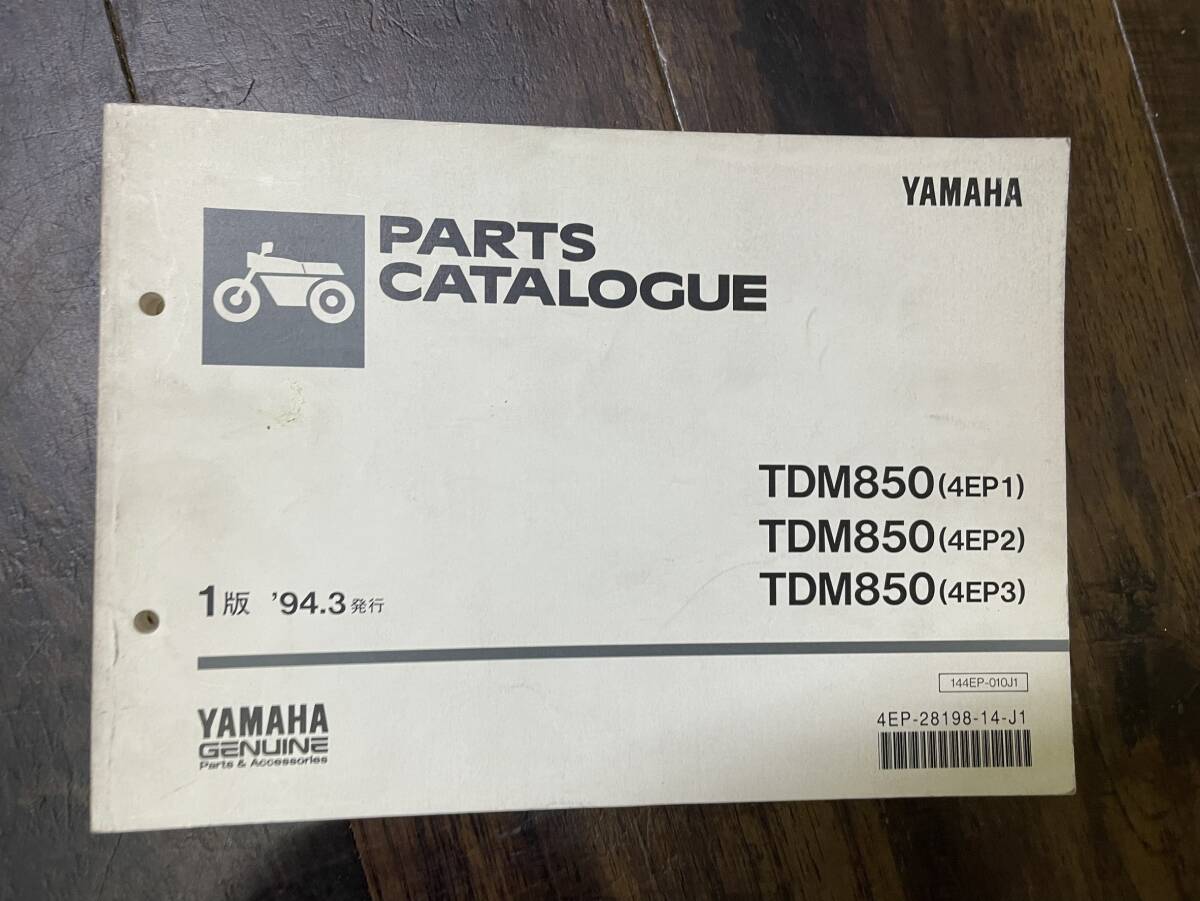 YAMAHA
PARTS
CATALOGUE
TDM850(4EP1)
TDM850(4EP2)
TDM850(4EP3)
1版 '94.3発行
144EP-010J1
4EP-28198-14-J1
YAMAHA
GENUINE
Parts & Accessories